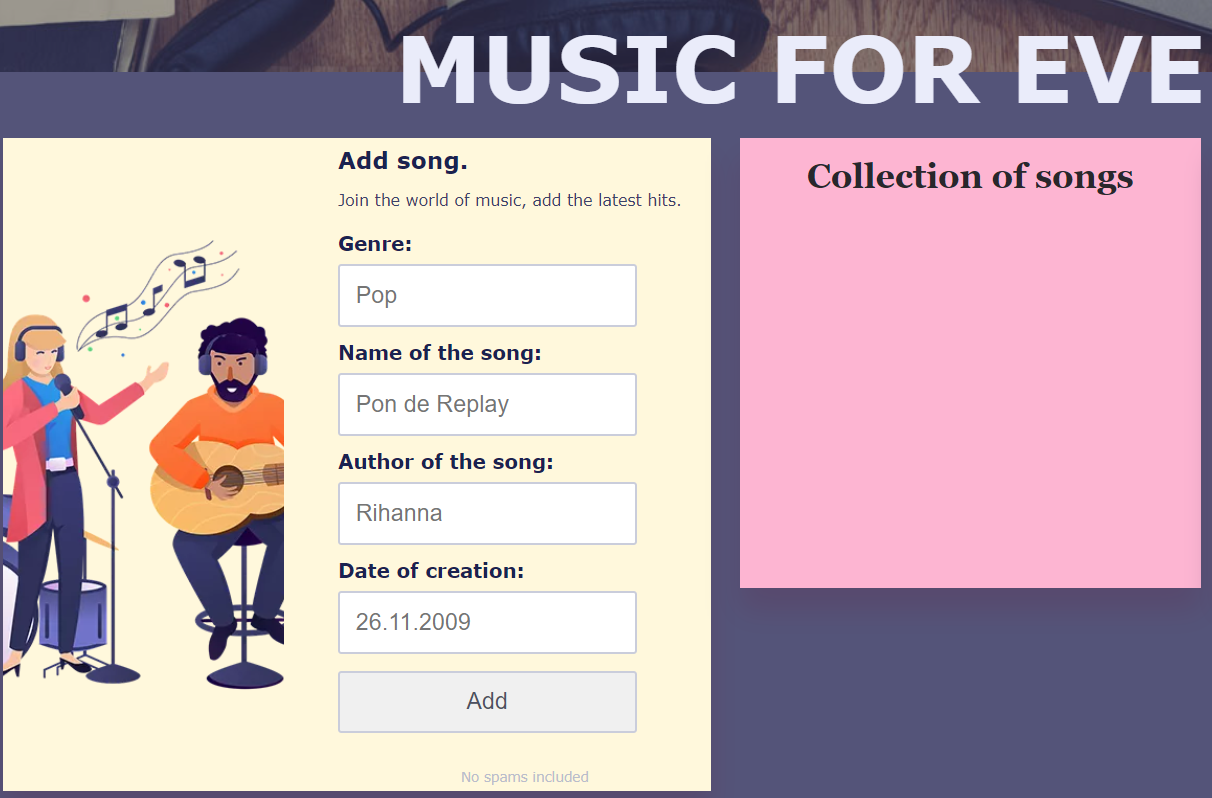 MUSIC FOR EVE
Add song.
Join the world of music, add the latest hits.
Genre:
Pop
Name of the song:
Pon de Replay
Author of the song:
Rihanna
Date of creation:
26.11.2009
Add
No spams included
Collection of songs